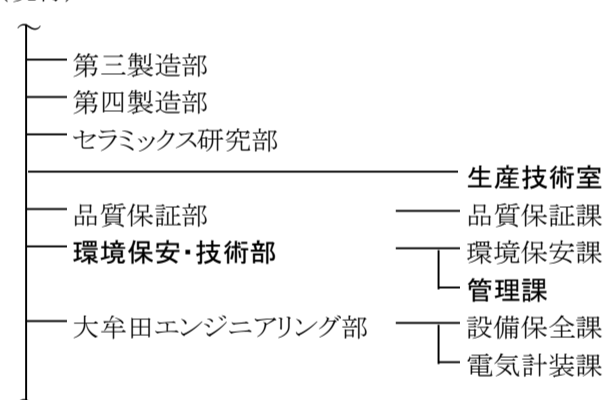 第三製造部
第四製造部
セラミックス研究部
生産技術室
品質保証部 品質保証課
環境保安・技術部 環境保安課
管理課
大牟田エンジニアリング部 設備保全課
電気計装課